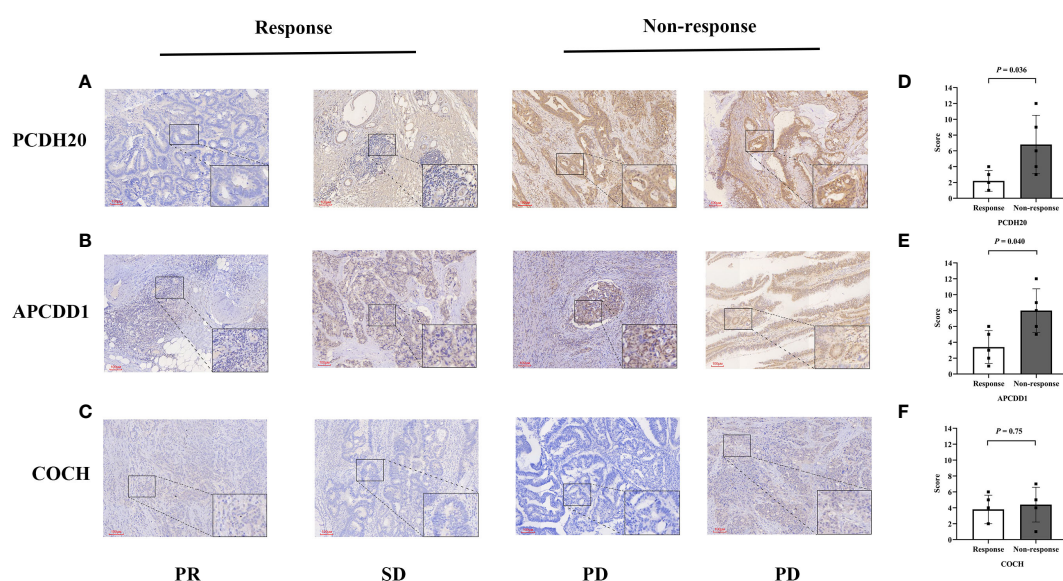 Response
Non-response
A
PCDH20
B
APCDD1
C
COCH
PR
SD
PD
PD
D
P = 0.036
Score
14
12
10
8
6
4
2
0
Response
Non-response
PCDH20
E
P = 0.040
Score
14
12
10
8
6
4
2
0
Response
Non-response
APCDD1
F
P = 0.75
Score
14
12
10
8
6
4
2
0
Response
Non-response
COCH